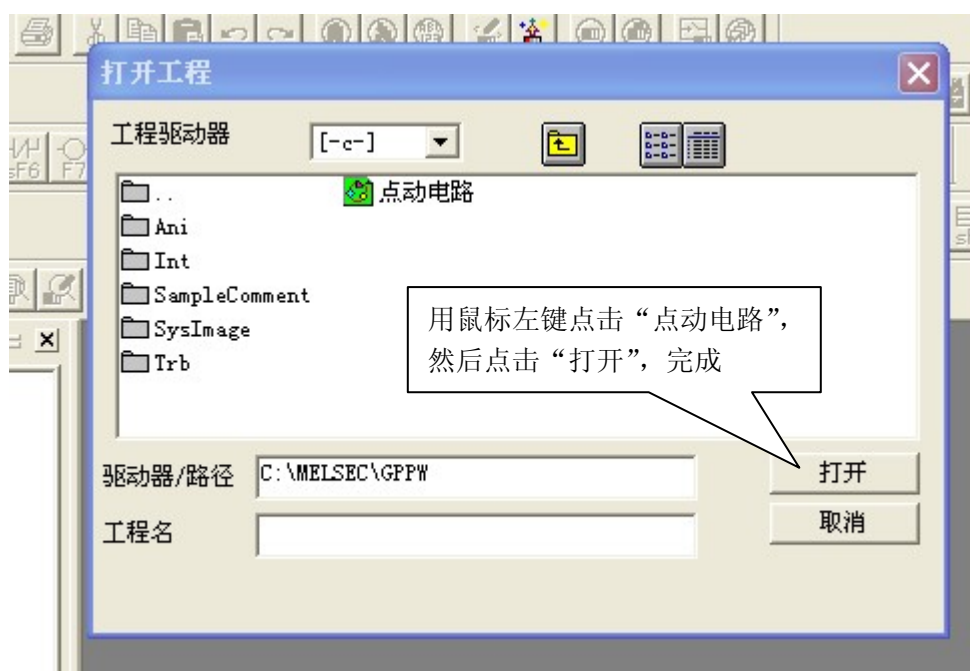 打开工程
工程驱动器 [-c-]
F6 F7
.. 点动电路
Ani
Int
SampleComment
SysImage
Trb
用鼠标左键点击“点动电路”，
然后点击“打开”，完成
驱动器/路径 C:\MELSEC\GPPW 打开
工程名 取消